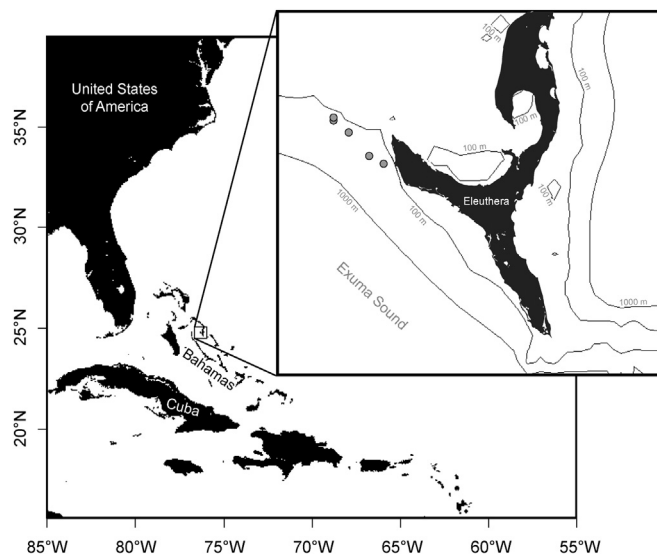 United States
of America
Bahamas
Cuba
100 m
100 m
100 m
100 m
100 m
100 m
1000 m
1000 m
Eleuthera
Exuma Sound
35°N
30°N
25°N
20°N
85°W
80°W
75°W
70°W
65°W
60°W
55°W